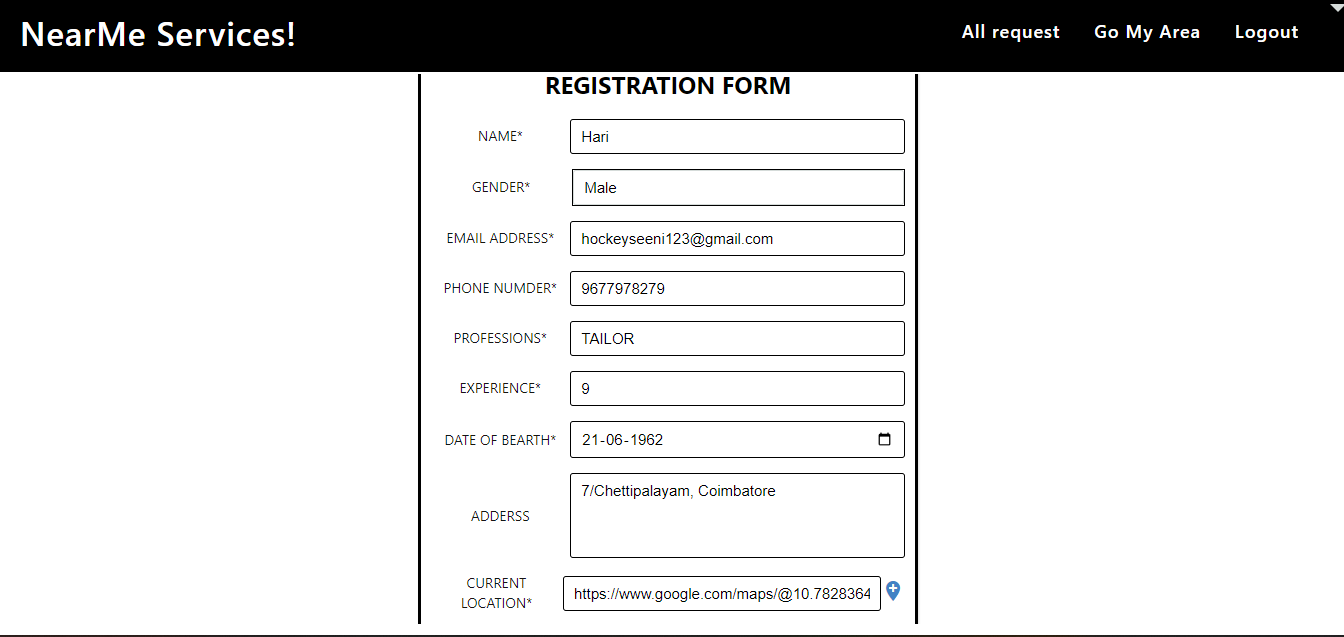 NearMe Services!
All request Go My Area Logout
REGISTRATION FORM
NAME* Hari
GENDER* Male
EMAIL ADDRESS* hockeyseeni123@gmail.com
PHONE NUMDER* 9677978279
PROFESSIONS* TAILOR
EXPERIENCE* 9
DATE OF BEARTH* 21-06-1962
ADDERSS 7/Chettipalayam, Coimbatore
CURRENT
LOCATION* https://www.google.com/maps/@10.7828364